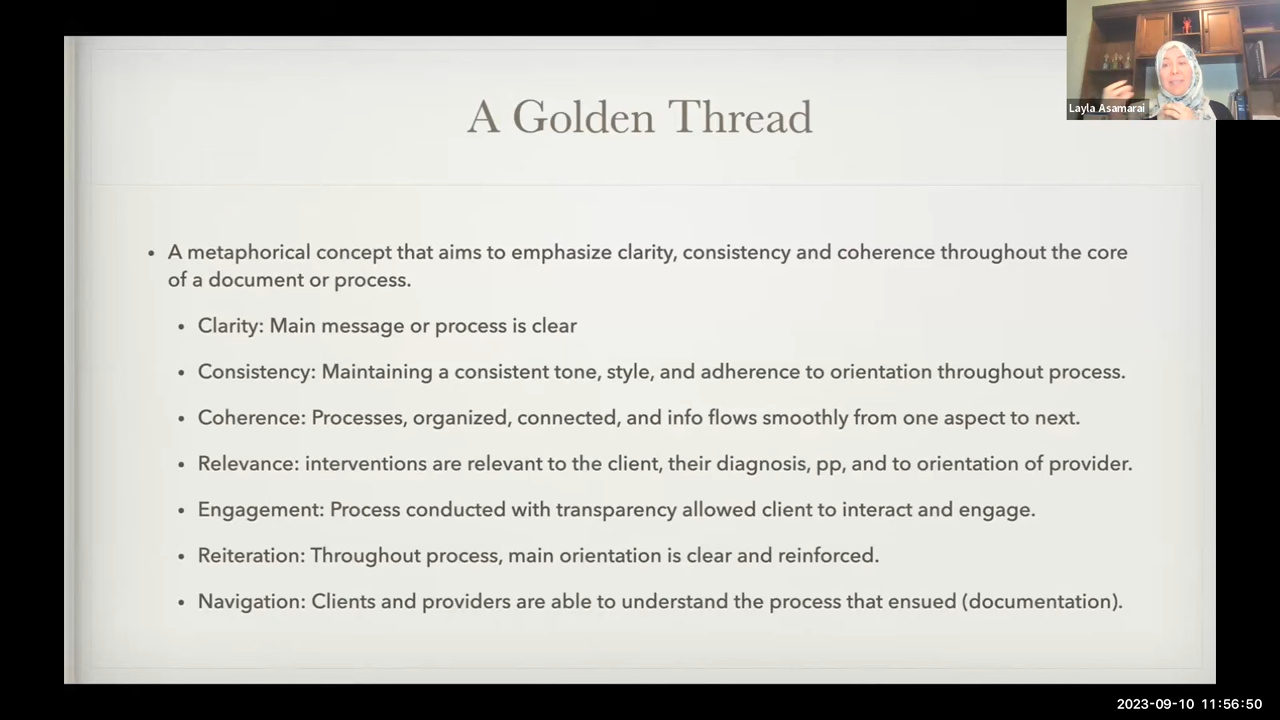 A Golden Thread
Layla Asamarai
• A metaphorical concept that aims to emphasize clarity, consistency and coherence throughout the core
of a document or process.
• Clarity: Main message or process is clear
• Consistency: Maintaining a consistent tone, style, and adherence to orientation throughout process.
• Coherence: Processes, organized, connected, and info flows smoothly from one aspect to next.
• Relevance: interventions are relevant to the client, their diagnosis, pp, and to orientation of provider.
• Engagement: Process conducted with transparency allowed client to interact and engage.
• Reiteration: Throughout process, main orientation is clear and reinforced.
• Navigation: Clients and providers are able to understand the process that ensued (documentation).
2023-09-10 11:56:50